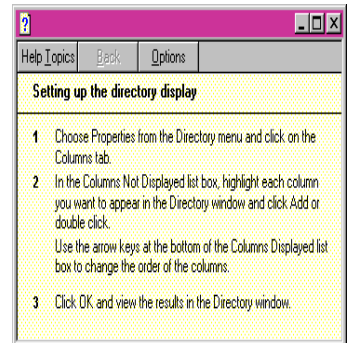 ?
Help Topics Back Options
Setting up the directory display
1 Choose Properties from the Directory menu and click on the
Columns tab.
2 In the Columns Not Displayed list
box, highlight each column
you want to appear in the Directory window and click Add or
double click.
Use the arrow keys at the bottom of the Columns Displayed list
box to change the order of the columns.
3 Click OK and view the results in the Directory window.